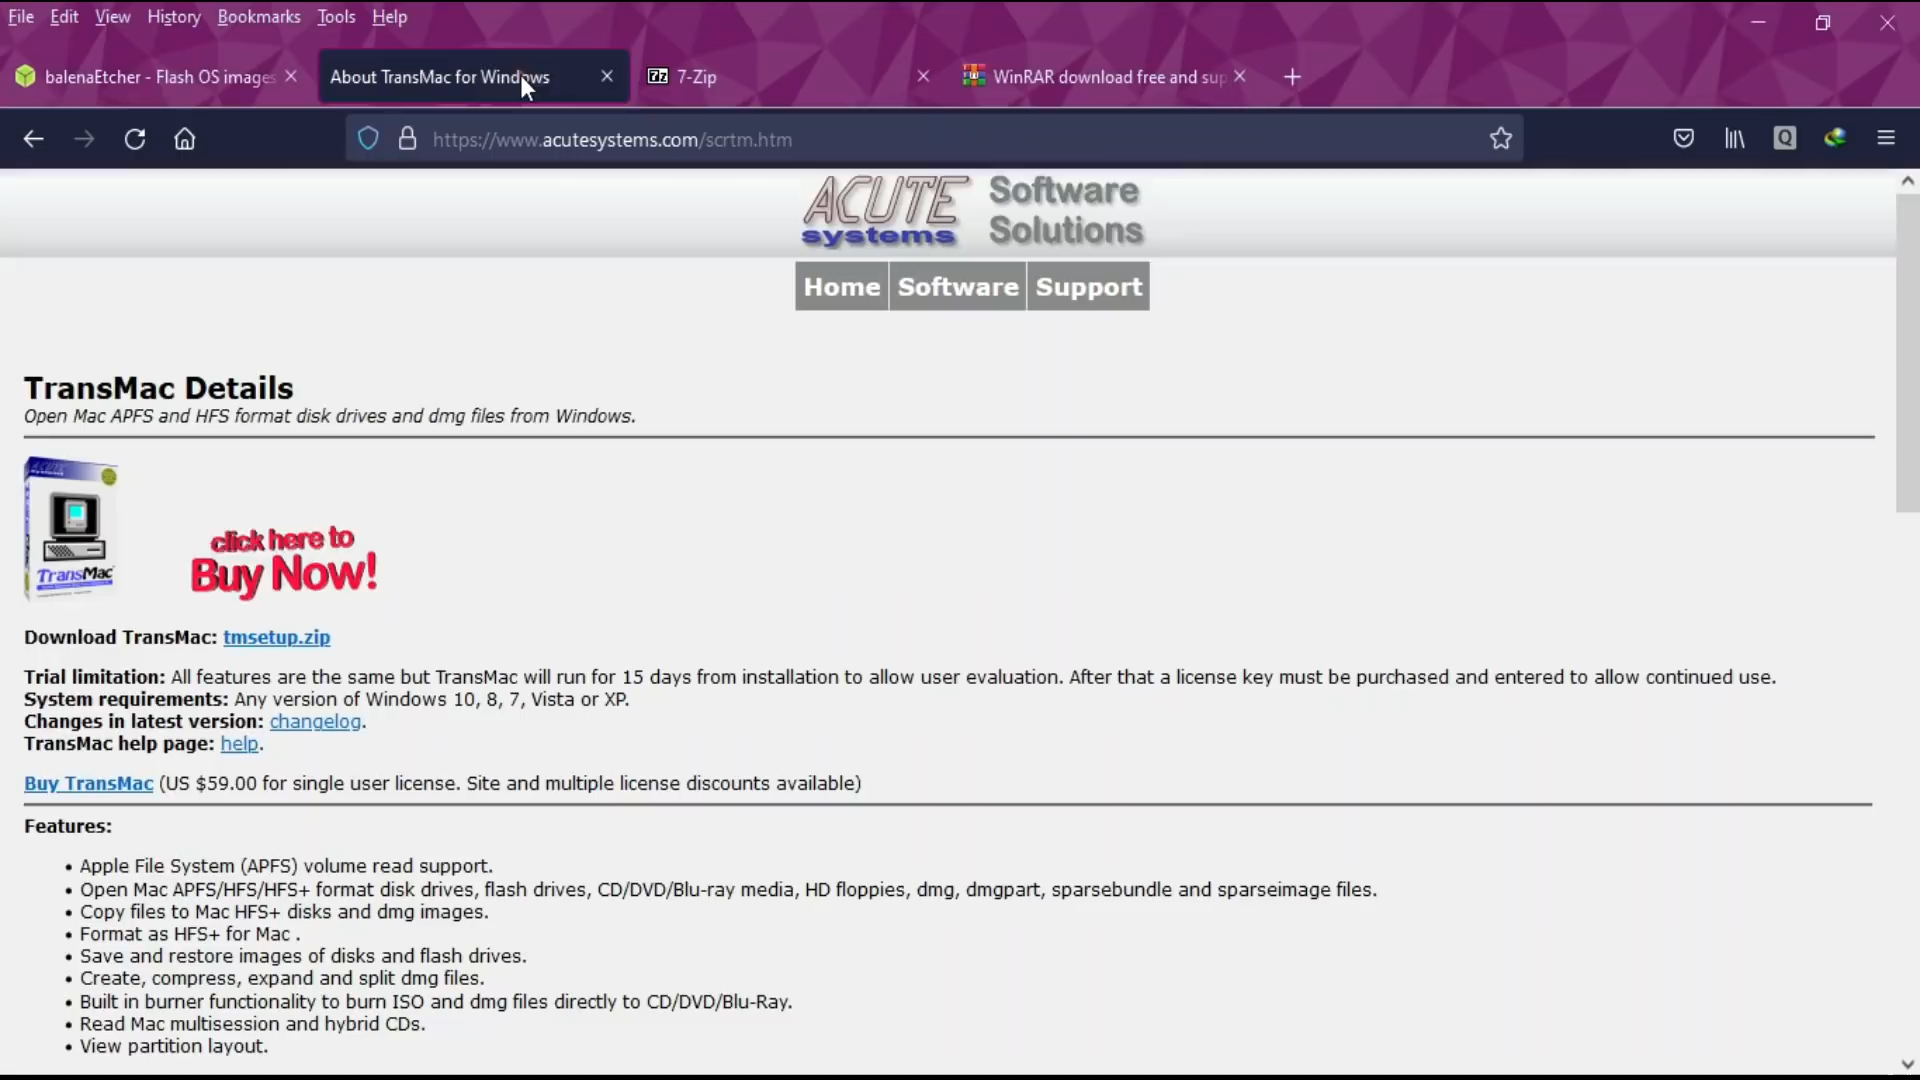 File Edit View History Bookmarks Tools Help
balenaEtcher - Flash OS images
About TransMac for Windows
7-Zip
WinRAR download free and sup
https://www.acutesystems.com/scrtm.htm
ACUTE systems
Software Solutions
Home Software Support
TransMac Details
Open Mac APFS and HFS format disk drives and dmg files from Windows.
TransMac
click here to
Buy Now!
Download TransMac: tmsetup.zip
Trial limitation: All features are the same but TransMac will run for 15 days from installation to allow user evaluation. After that a license key must be purchased and entered to allow continued use.
System requirements: Any version of Windows 10, 8, 7, Vista or XP.
Changes in latest version: changelog.
TransMac help page: help.
Buy TransMac (US $59.00 for single user license. Site and multiple license discounts available)
Features:
• Apple File System (APFS) volume read support.
• Open Mac APFS/HFS/HFS+ format disk drives, flash drives, CD/DVD/Blu-ray media, HD floppies, dmg, dmgpart, sparsebundle and sparseimage files.
• Copy files to Mac HFS+ disks and dmg images.
• Format as HFS+ for Mac .
• Save and restore images of disks and flash drives.
• Create, compress, expand and split dmg files.
• Built in burner functionality to burn ISO and dmg files directly to CD/DVD/Blu-Ray.
• Read Mac multisession and hybrid CDs.
• View partition layout.